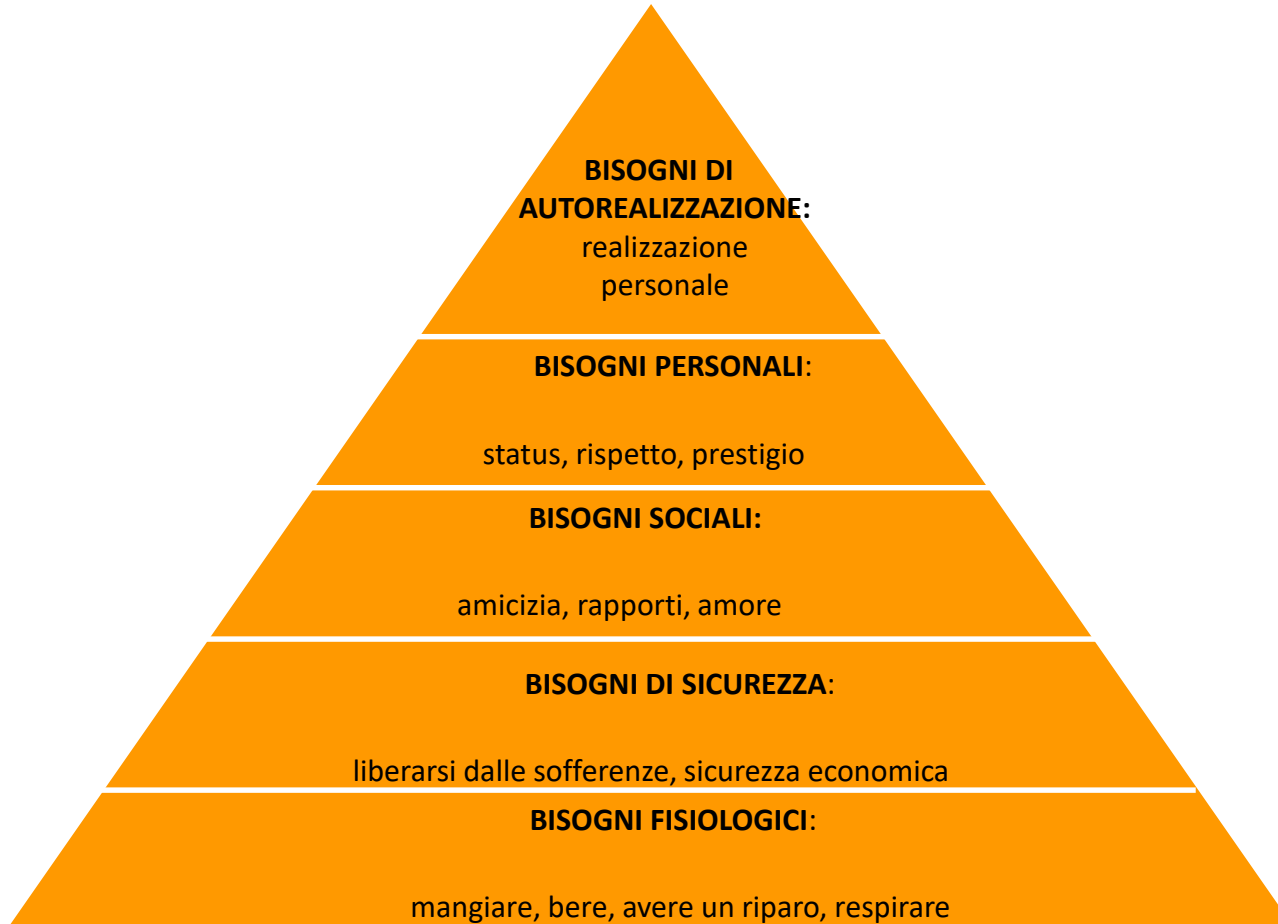 BISOGNI DI
AUTOREALIZZAZIONE:
realizzazione
personale
BISOGNI PERSONALI:
status, rispetto, prestigio
BISOGNI SOCIALI:
amicizia, rapporti, amore
BISOGNI DI SICUREZZA:
liberarsi dalle sofferenze, sicurezza economica
BISOGNI FISIOLOGICI:
mangiare, bere, avere un riparo, respirare